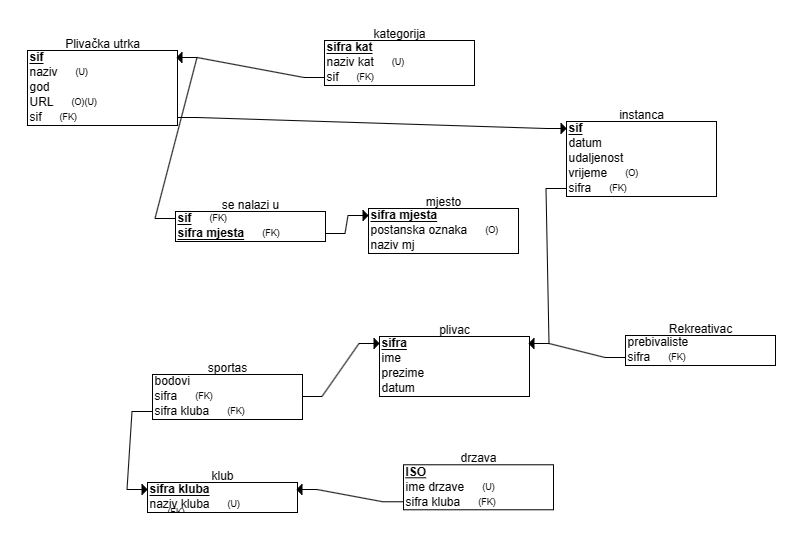 Plivačka utrka
sif
naziv (U)
god
URL (O)(U)
sif (FK)
kategorija
sifra kat
naziv kat (U)
sif (FK)
instanca
sif
datum
udaljenost
vrijeme (O)
sifra (FK)
se nalazi u
sif (FK)
sifra mjesta (FK)
mjesto
sifra mjesta
postanska oznaka (O)
naziv mj
plivac
sifra
ime
prezime
datum
Rekreativac
prebivaliste
sifra (FK)
sportas
bodovi
sifra (FK)
sifra kluba (FK)
klub
sifra kluba
naziv kluba (U)
(FK)
drzava
ISO
ime drzave (U)
sifra kluba (FK)